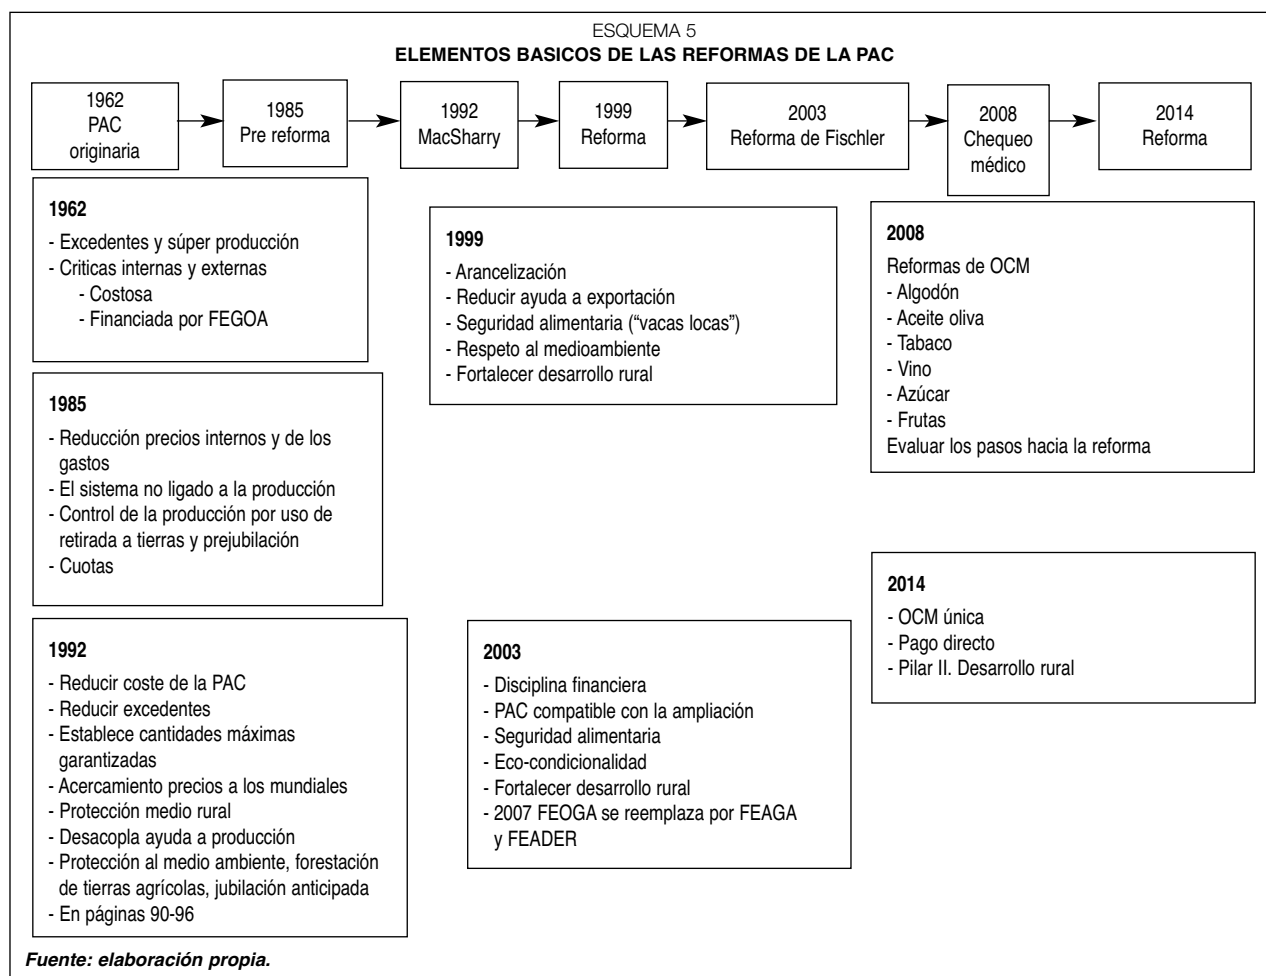 ESQUEMA 5
ELEMENTOS BASICOS DE LAS REFORMAS DE LA PAC
1962
PAC
originaria
1985
Pre reforma
1992
MacSharry
1999
Reforma
2003
Reforma de Fischler
2008
Chequeo
médico
2014
Reforma
1962
- Excedentes y súper producción
- Criticas internas y externas
- Costosa
- Financiada por FEGOA
1985
- Reducción precios internos y de los
gastos
- El sistema no ligado a la producción
- Control de la producción por uso de
retirada a tierras y prejubilación
- Cuotas
1992
- Reducir coste de la PAC
- Reducir excedentes
- Establece cantidades máximas
garantizadas
- Acercamiento precios a los mundiales
- Protección medio rural
- Desacopla ayuda a producción
- Protección al medio ambiente, forestación
de tierras agrícolas, jubilación anticipada
- En páginas 90-96
1999
- Arancelización
- Reducir ayuda a exportación
- Seguridad alimentaria (“vacas locas”)
- Respeto al medioambiente
- Fortalecer desarrollo rural
2003
- Disciplina financiera
- PAC compatible con la ampliación
- Seguridad alimentaria
- Eco-condicionalidad
- Fortalecer desarrollo rural
- 2007 FEOGA se reemplaza por FEAGA
y FEADER
2008
Reformas de OCM
- Algodón
- Aceite oliva
- Tabaco
- Vino
- Azúcar
- Frutas
Evaluar los pasos hacia la reforma
2014
- OCM única
- Pago directo
- Pilar II. Desarrollo rural
Fuente: elaboración propia.